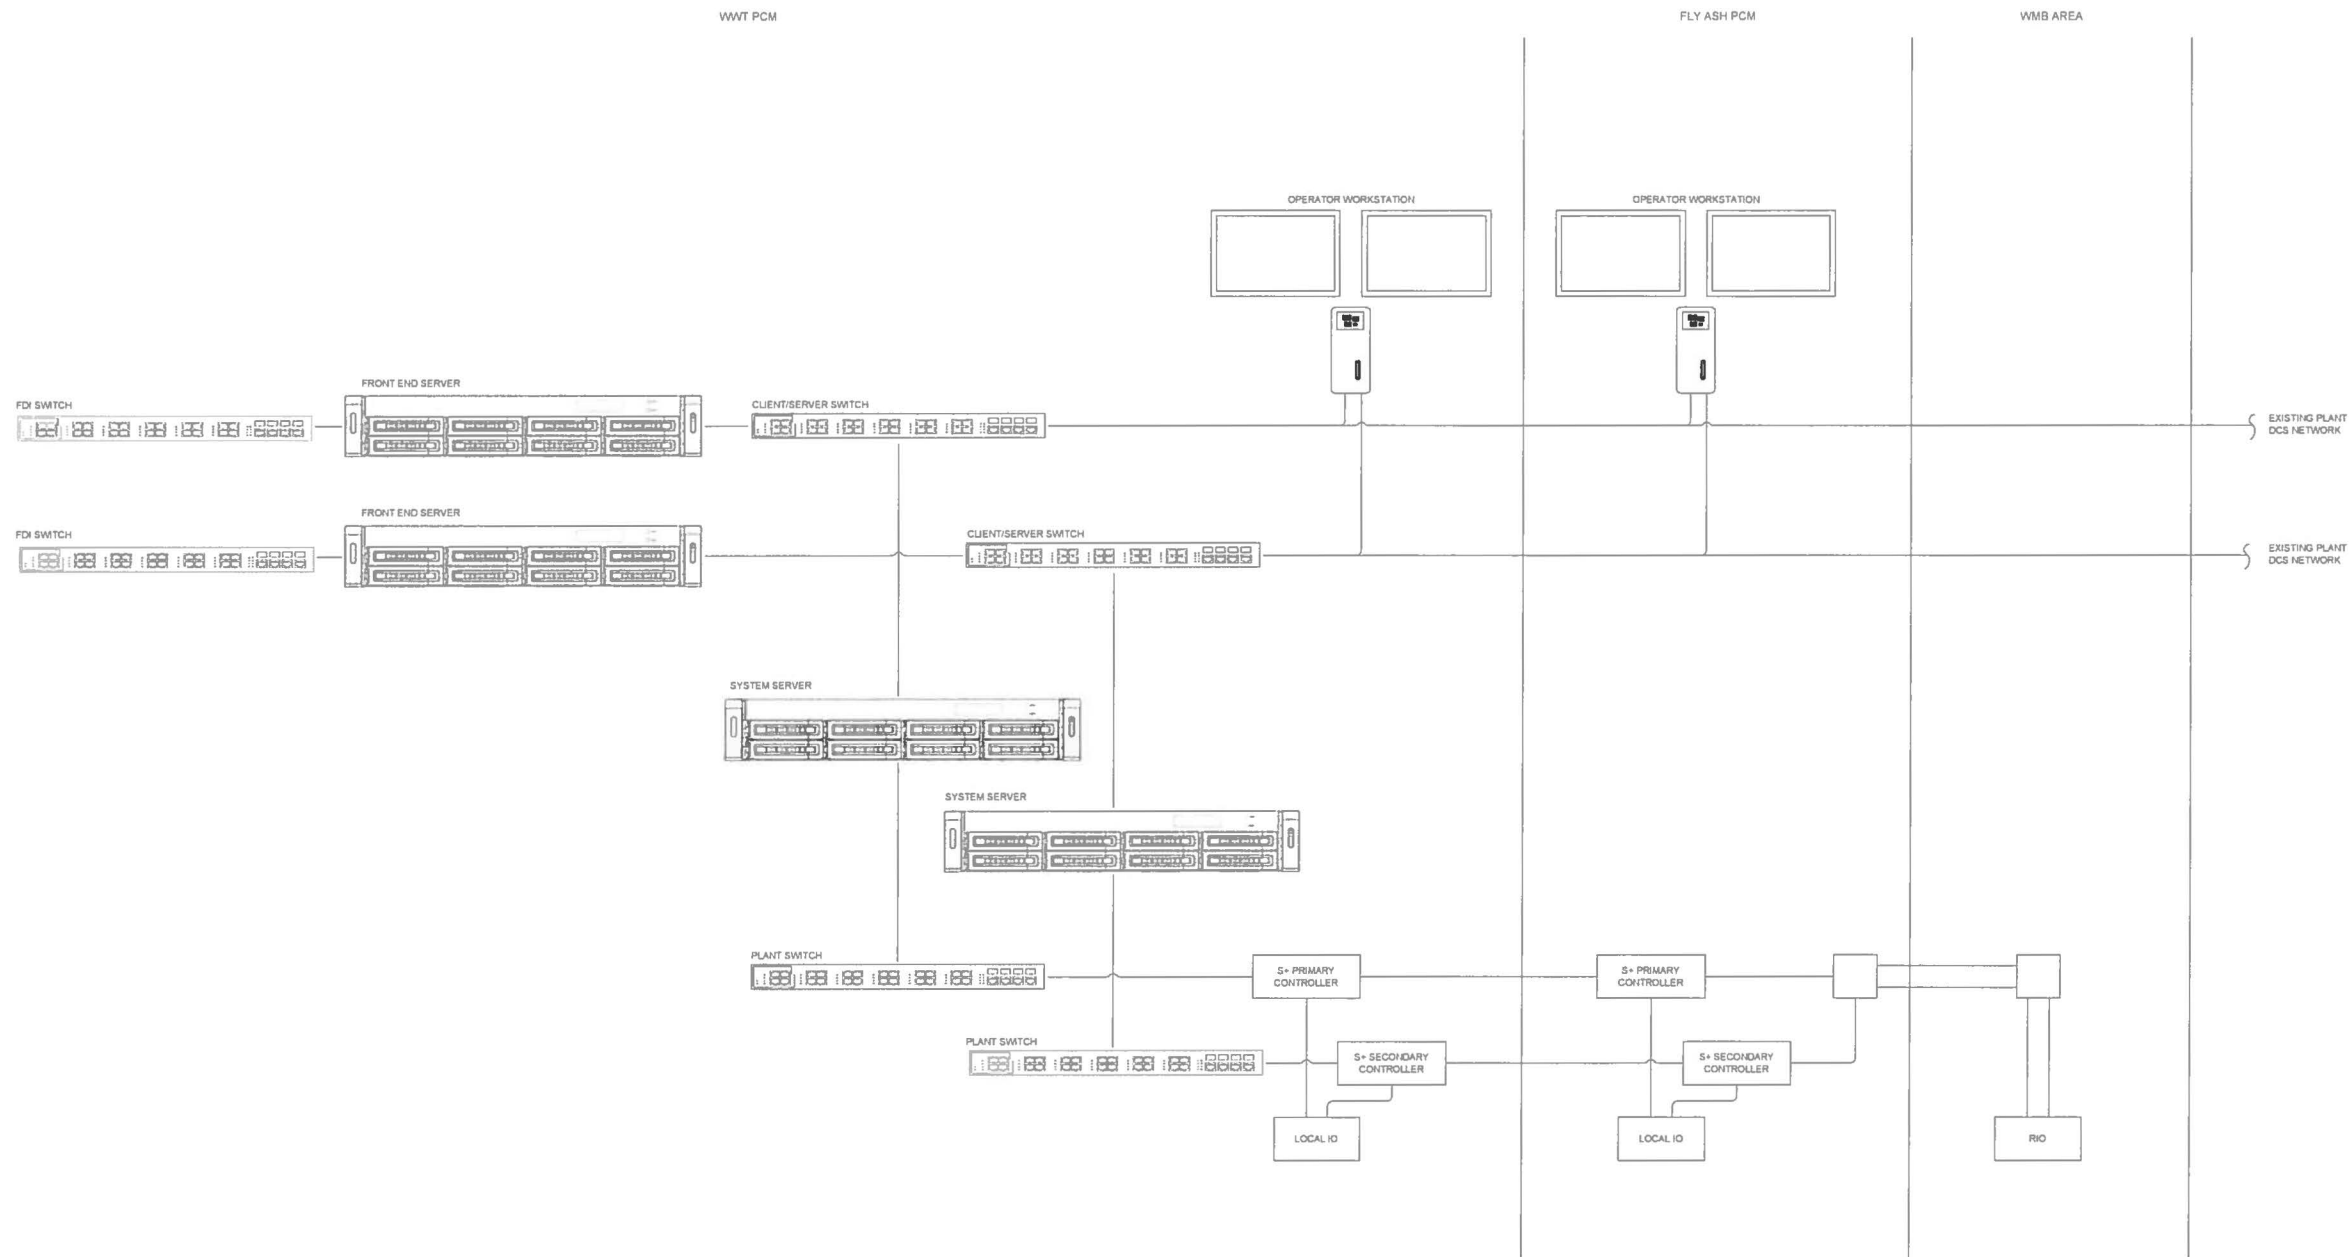 WWT PCM
FLY ASH PCM
WMB AREA
OPERATOR WORKSTATION
OPERATOR WORKSTATION
FRONT END SERVER
FDI SWITCH
CLIENT/SERVER SWITCH
EXISTING PLANT
DCS NETWORK
FRONT END SERVER
FDI SWITCH
CLIENT/SERVER SWITCH
EXISTING PLANT
DCS NETWORK
SYSTEM SERVER
SYSTEM SERVER
PLANT SWITCH
S+ PRIMARY
CONTROLLER
S+ PRIMARY
CONTROLLER
PLANT SWITCH
S+ SECONDARY
CONTROLLER
S+ SECONDARY
CONTROLLER
LOCAL IO
LOCAL IO
RIO